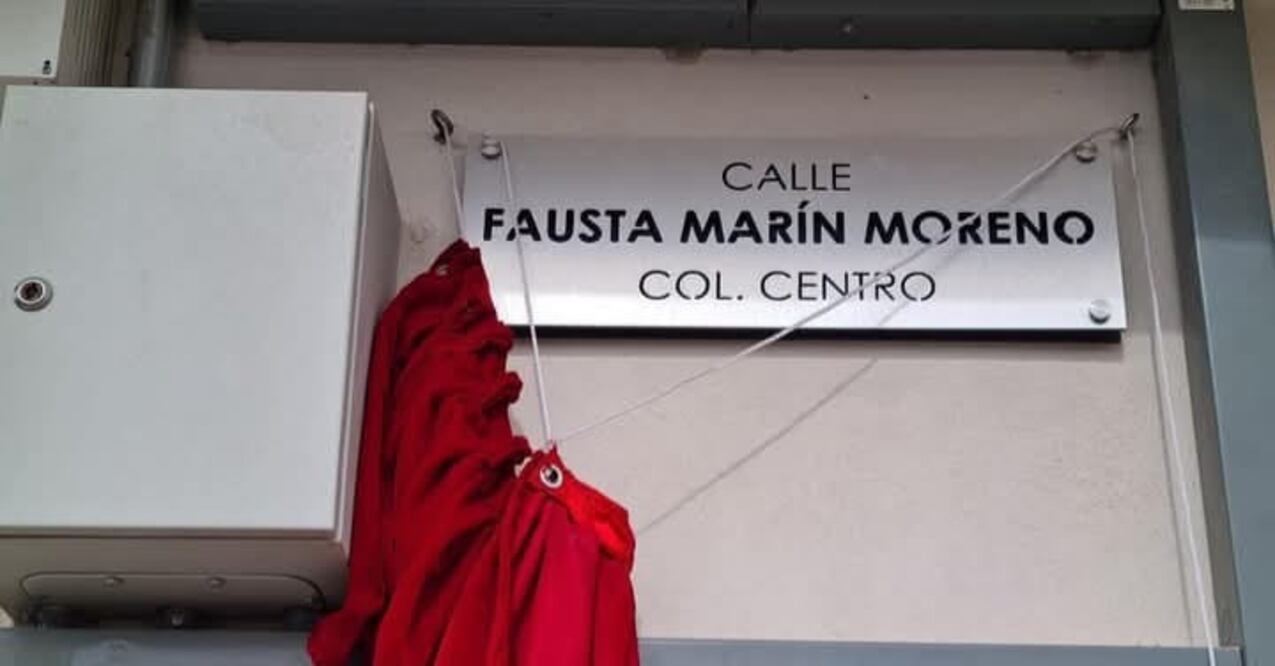 CALLE
FAUSTA MARÍN MORENO
COL. CENTRO